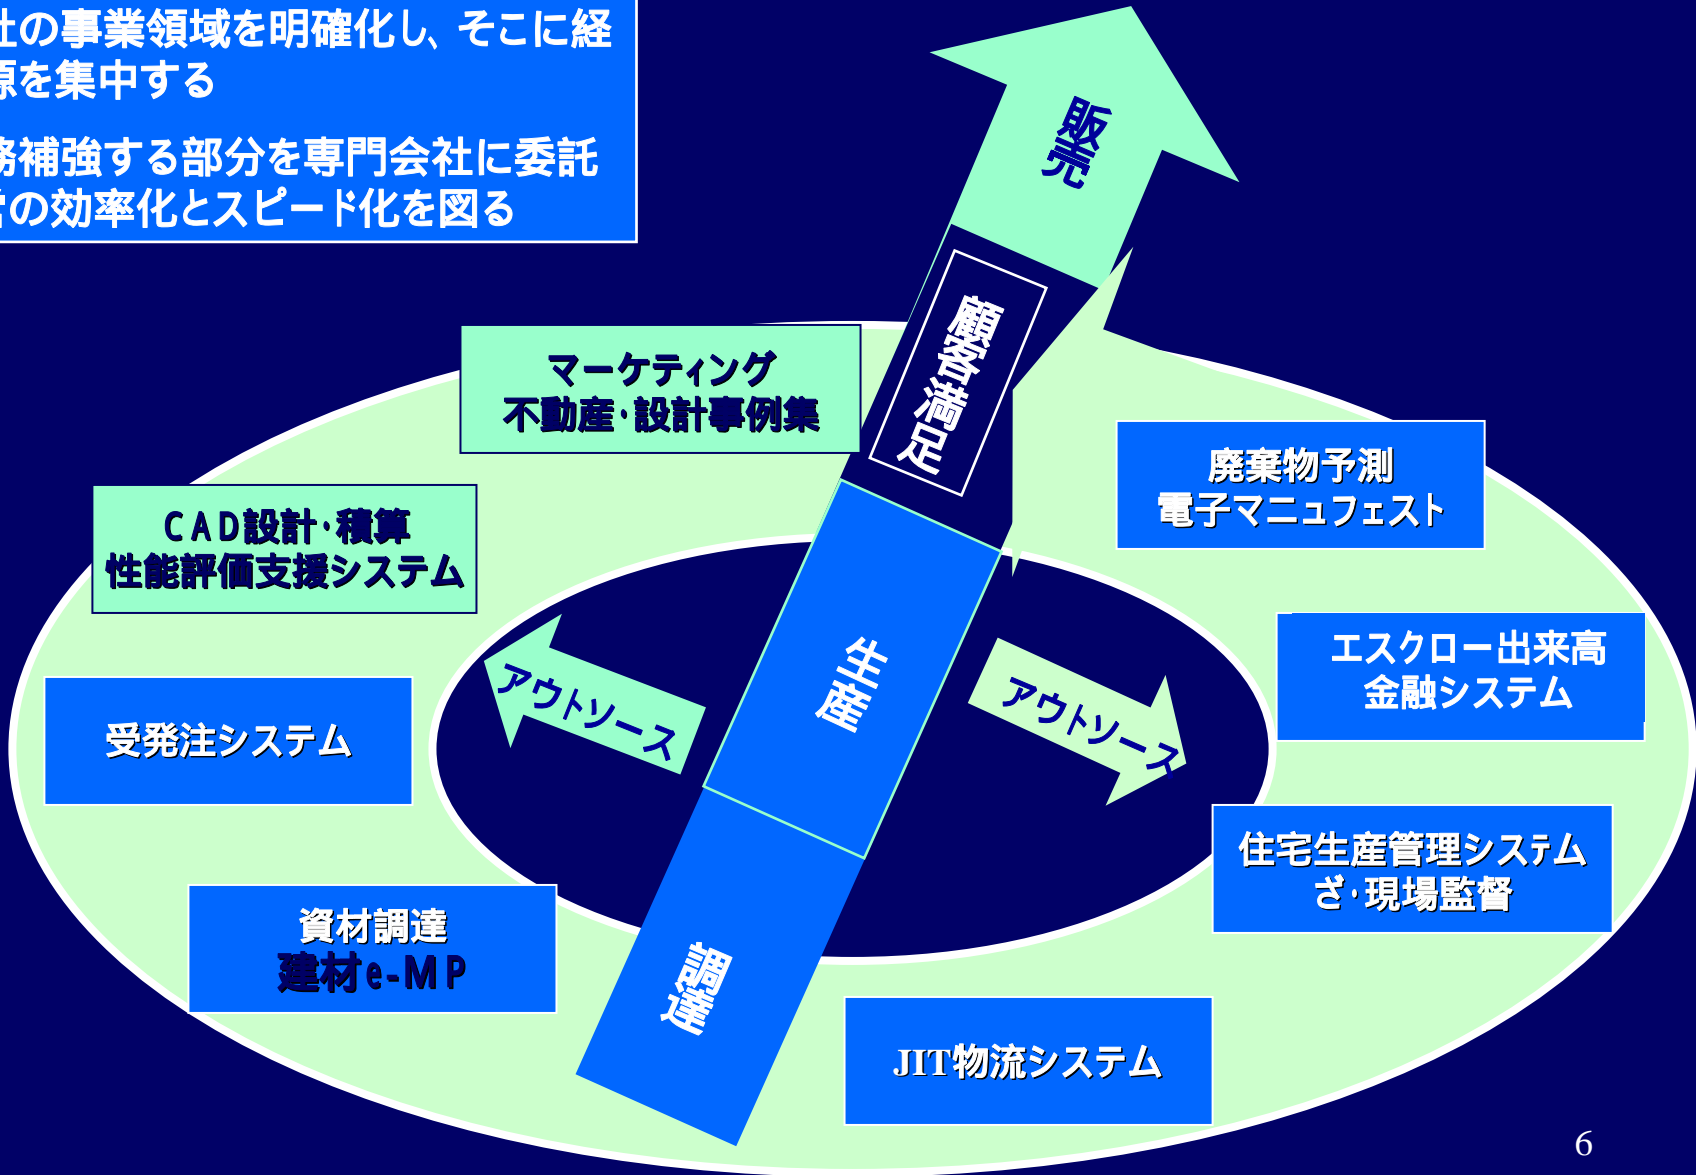 社の事業領域を明確化し、そこに経
源を集中する
務補強する部分を専門会社に委託
営の効率化とスピード化を図る
販売
顧客満足
マーケティング
不動産・設計事例集
廃棄物予測
電子マニュフェスト
CAD設計・積算
性能評価支援システム
エスクロー出来高
金融システム
生産
アウトソース
アウトソース
受発注システム
住宅生産管理システム
ざ・現場監督
資材調達
建材e-MP
調達
JIT物流システム
6